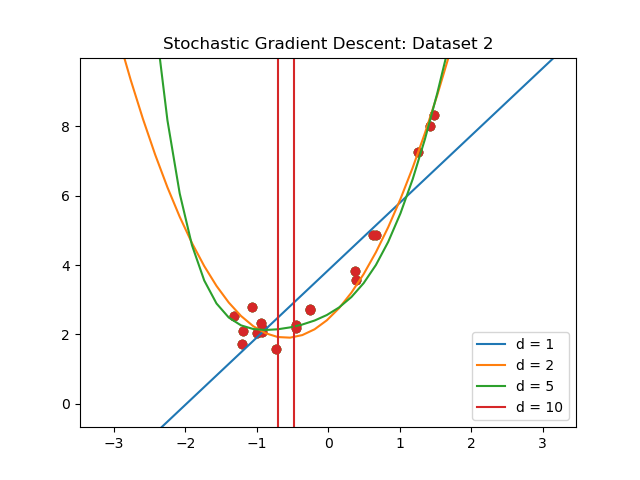 Stochastic Gradient Descent: Dataset 2
8
6
4
2
0
−3 −2 −1 0 1 2 3
d = 1
d = 2
d = 5
d = 10